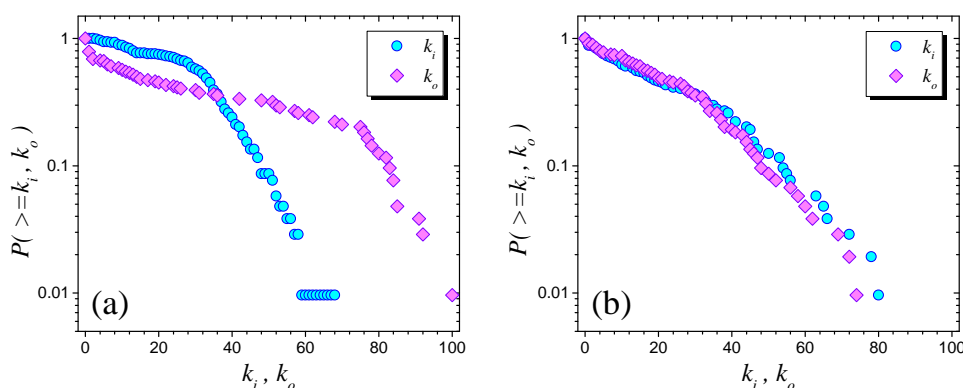 1
0.1
0.01
P( >=k_i , k_o )
0 20 40 60 80 100
k_i , k_o
(a)
k_i
k_o
1
0.1
0.01
P( >=k_i , k_o )
0 20 40 60 80 100
k_i , k_o
(b)
k_i
k_o